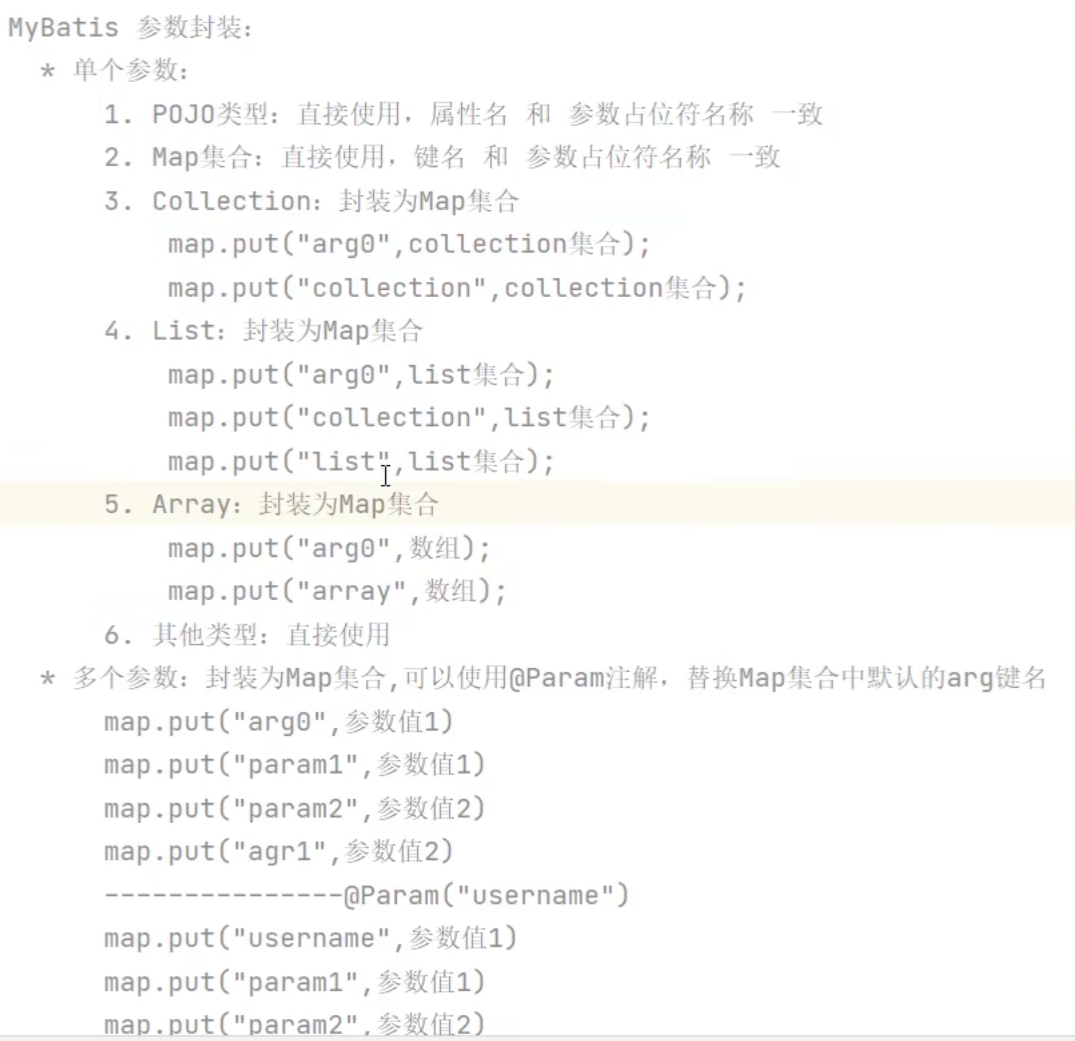 MyBatis 参数封装：
* 单个参数：
1. POJO类型：直接使用，属性名 和 参数占位符名称 一致
2. Map集合：直接使用，键名 和 参数占位符名称 一致
3. Collection：封装为Map集合
map.put("arg0",collection集合);
map.put("collection",collection集合);
4. List：封装为Map集合
map.put("arg0",list集合);
map.put("collection",list集合);
map.put("list",list集合);
5. Array：封装为Map集合
map.put("arg0",数组);
map.put("array",数组);
6. 其他类型：直接使用
* 多个参数：封装为Map集合,可以使用@Param注解，替换Map集合中默认的arg键名
map.put("arg0",参数值1)
map.put("param1",参数值1)
map.put("param2",参数值2)
map.put("agr1",参数值2)
---------------@Param("username")
map.put("username",参数值1)
map.put("param1",参数值1)
map.put("param2",参数值2)